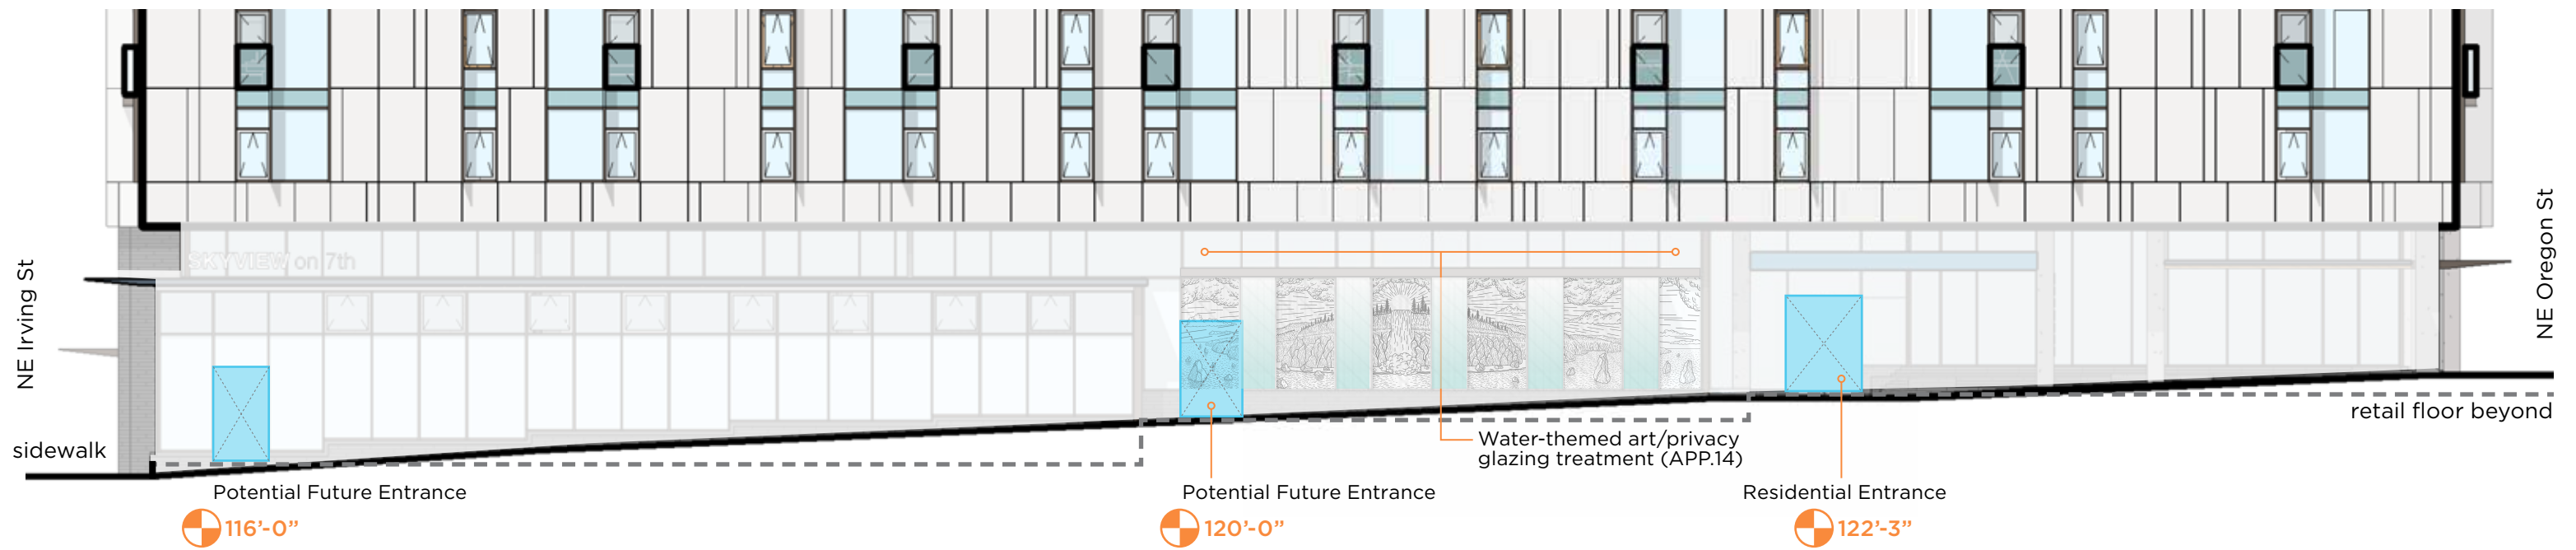 SKYVIEW on 7th
NE Irving St
NE Oregon St
sidewalk
retail floor beyond
Water-themed art/privacy
glazing treatment (APP.14)
Potential Future Entrance
116’-0”
Potential Future Entrance
120’-0”
Residential Entrance
122’-3”